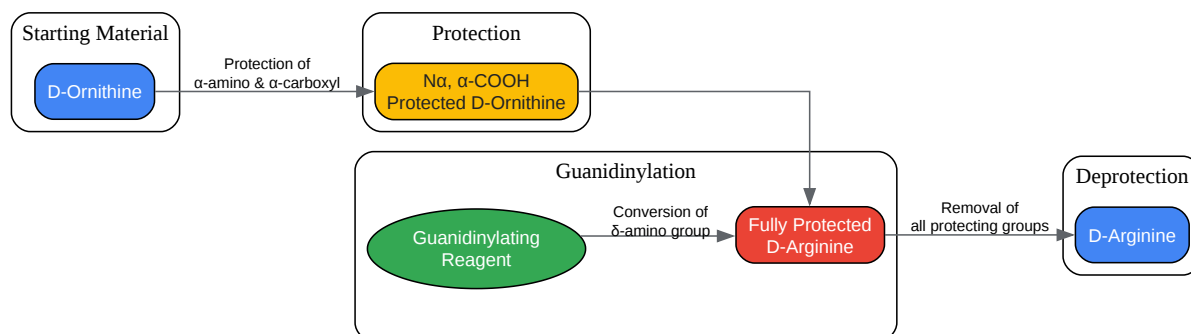 Starting Material
D-Ornithine
Protection of
α-amino & α-carboxyl
Protection
Nα, α-COOH
Protected D-Ornithine
Guanidinylation
Guanidinylating
Reagent
Conversion of
δ-amino group
Fully Protected
D-Arginine
Removal of
all protecting groups
Deprotection
D-Arginine